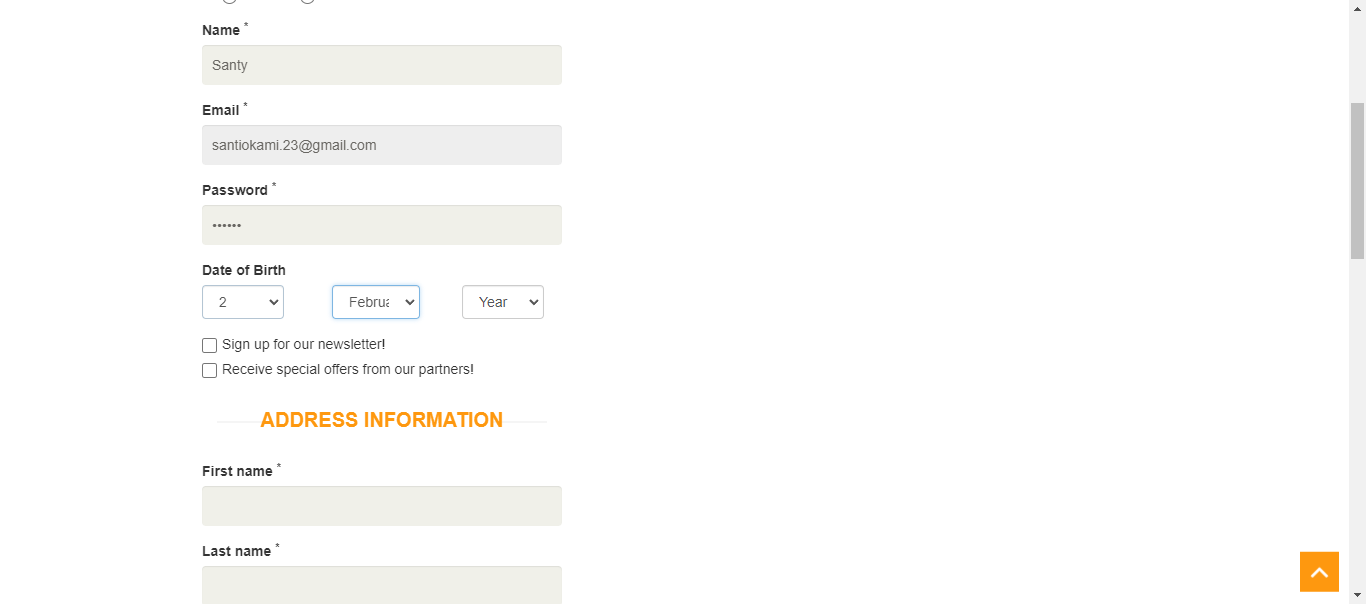 Name *
Santy
Email *
santiokami.23@gmail.com
Password *
••••••
Date of Birth
2 Februa Year
Sign up for our newsletter!
Receive special offers from our partners!
ADDRESS INFORMATION
First name *
Last name *